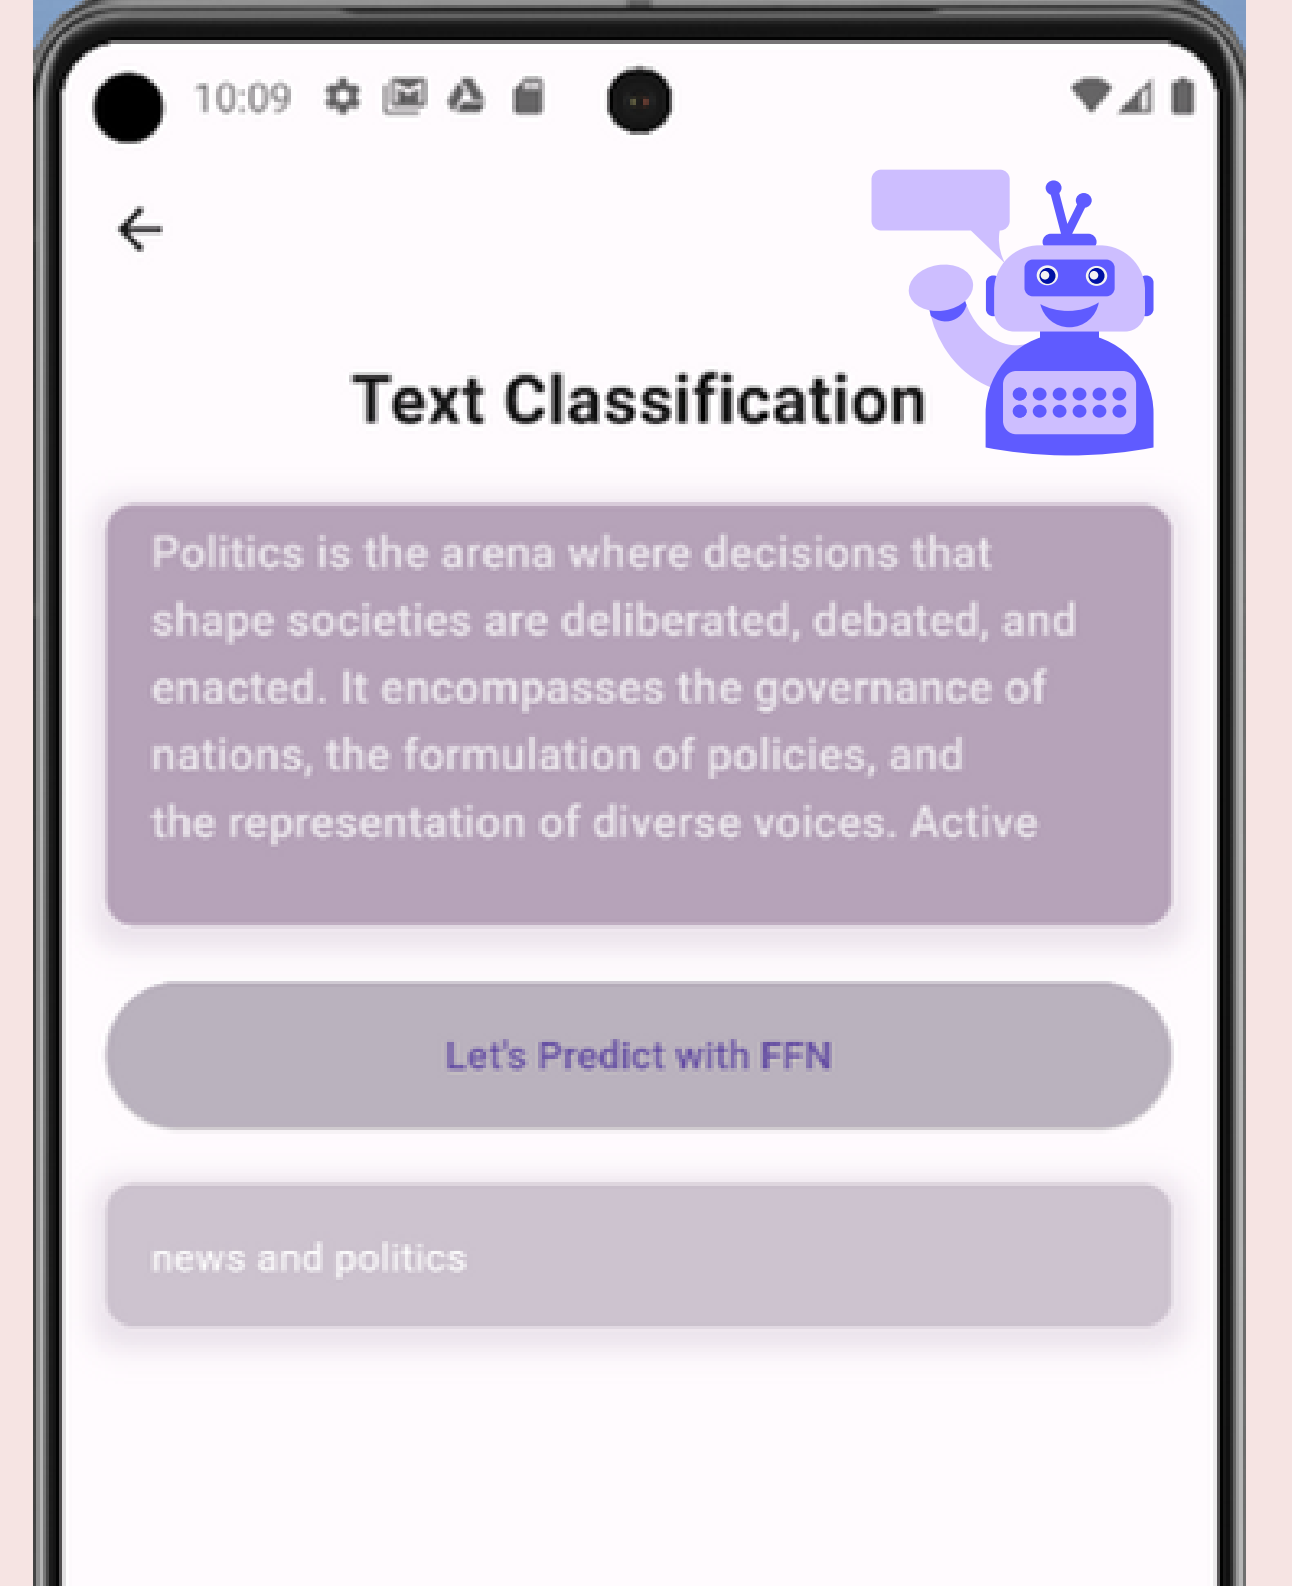 10:09
Text Classification
Politics is the arena where decisions that
shape societies are deliberated, debated, and
enacted. It encompasses the governance of
nations, the formulation of policies, and
the representation of diverse voices. Active
Let's Predict with FFN
news and politics